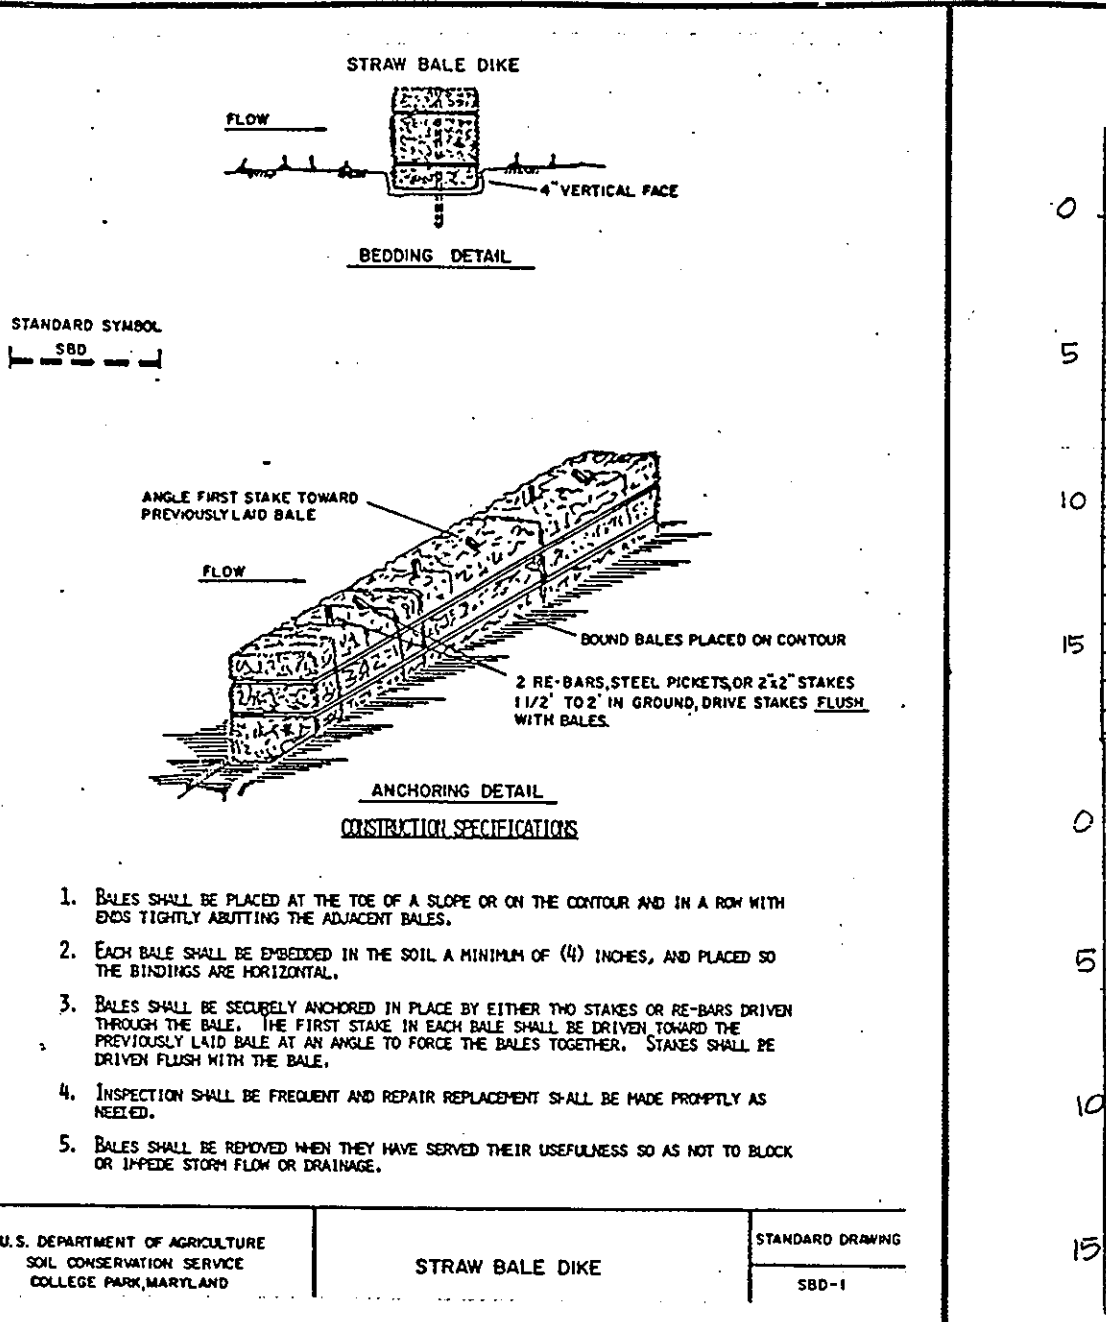 STRAW BALE DIKE
FLOW
4" VERTICAL FACE
BEDDING DETAIL
STANDARD SYMBOL
SBD
ANGLE FIRST STAKE TOWARD
PREVIOUSLY LAID BALE
FLOW
BOUND BALES PLACED ON CONTOUR
2 RE-BARS, STEEL PICKETS, OR 2"x2" STAKES
1 1/2' TO 2' IN GROUND, DRIVE STAKES FLUSH
WITH BALES.
ANCHORING DETAIL
CONSTRUCTION SPECIFICATIONS
1. BALES SHALL BE PLACED AT THE TOE OF A SLOPE OR ON THE CONTOUR AND IN A ROW WITH
ENDS TIGHTLY ABUTTING THE ADJACENT BALES.
2. EACH BALE SHALL BE EMBEDDED IN THE SOIL A MINIMUM OF (4) INCHES, AND PLACED SO
THE BINDINGS ARE HORIZONTAL.
3. BALES SHALL BE SECURELY ANCHORED IN PLACE BY EITHER TWO STAKES OR RE-BARS DRIVEN
THROUGH THE BALE. THE FIRST STAKE IN EACH BALE SHALL BE DRIVEN TOWARD THE
PREVIOUSLY LAID BALE AT AN ANGLE TO FORCE THE BALES TOGETHER. STAKES SHALL BE
DRIVEN FLUSH WITH THE BALE.
4. INSPECTION SHALL BE FREQUENT AND REPAIR REPLACEMENT SHALL BE MADE PROMPTLY AS
NEEDED.
5. BALES SHALL BE REMOVED WHEN THEY HAVE SERVED THEIR USEFULNESS SO AS NOT TO BLOCK
OR IMPEDE STORM FLOW OR DRAINAGE.
U.S. DEPARTMENT OF AGRICULTURE
SOIL CONSERVATION SERVICE
COLLEGE PARK, MARYLAND
STRAW BALE DIKE
STANDARD DRAWING
SBD-1
0
5
10
15
0
5
10
15